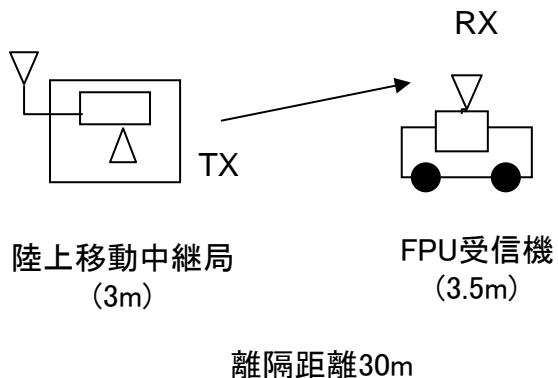 RX
TX
陸上移動中継局
(3m)
FPU受信機
(3.5m)
離隔距離30m